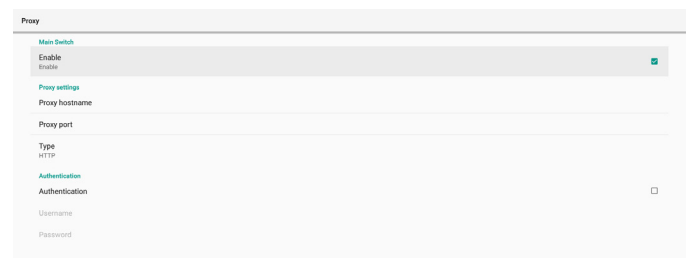 Proxy
Main Switch
Enable
Enable
Proxy settings
Proxy hostname
Proxy port
Type
HTTP
Authentication
Authentication
Username
Password